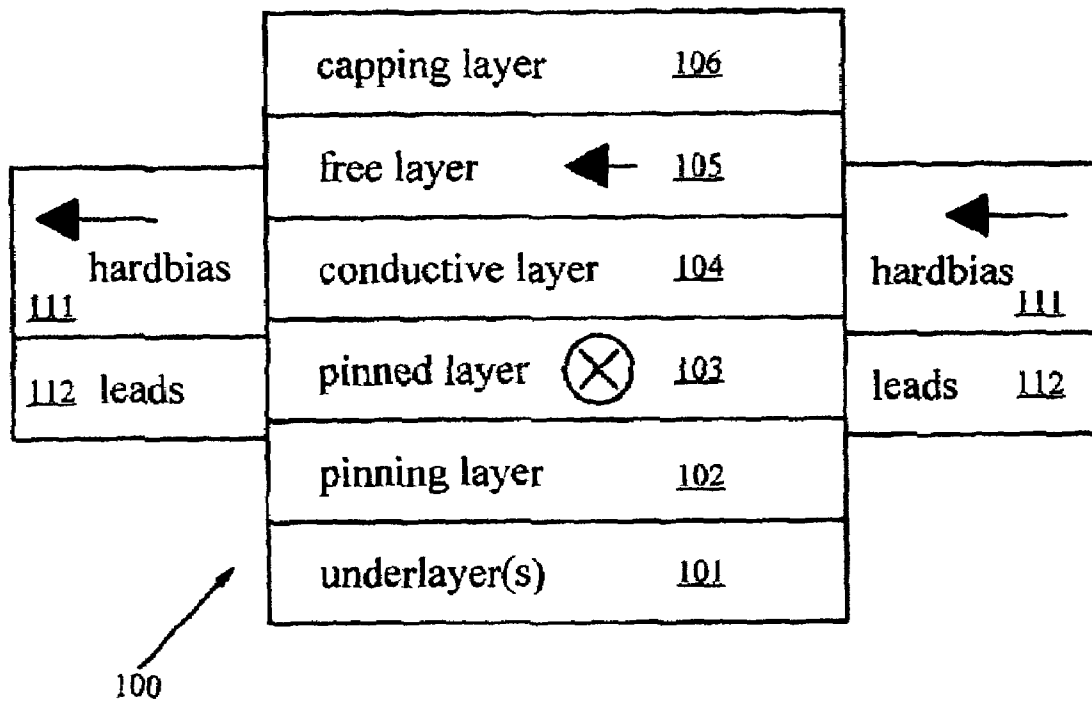 capping layer 106
free layer 105
hardbias 111
conductive layer 104
hardbias 111
112 leads
pinned layer 103
leads 112
pinning layer 102
underlayer(s) 101
100